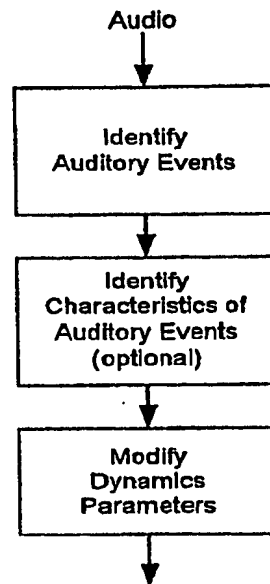 Audio
Identify
Auditory Events
Identify
Characteristics of
Auditory Events
(optional)
Modify
Dynamics
Parameters